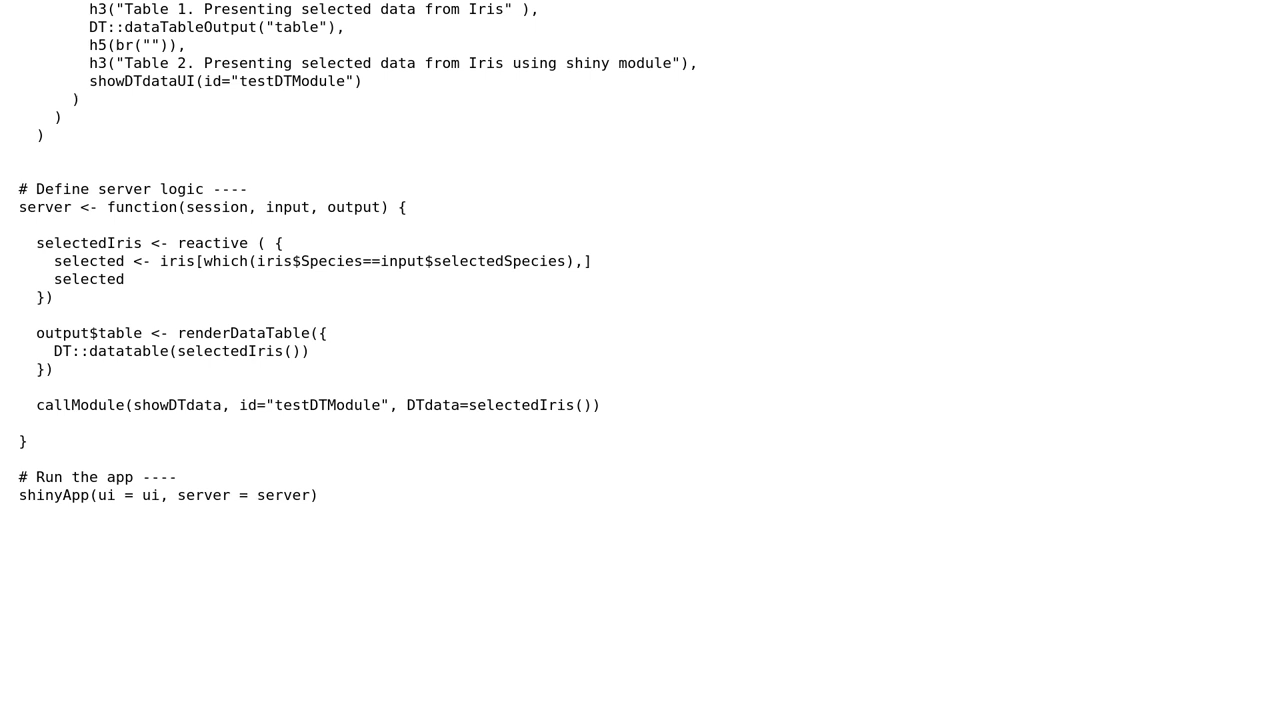 h3("Table 1. Presenting selected data from Iris" ),
DT::dataTableOutput("table"),
h5(br("")),
h3("Table 2. Presenting selected data from Iris using shiny module"),
showDTdataUI(id="testDTModule")
)
)
)
# Define server logic ----
server <- function(session, input, output) {
selectedIris <- reactive ( {
selected <- iris[which(iris$Species==input$selectedSpecies),]
selected
})
output$table <- renderDataTable({
DT::datatable(selectedIris())
})
callModule(showDTdata, id="testDTModule", DTdata=selectedIris())
}
# Run the app ----
shinyApp(ui = ui, server = server)